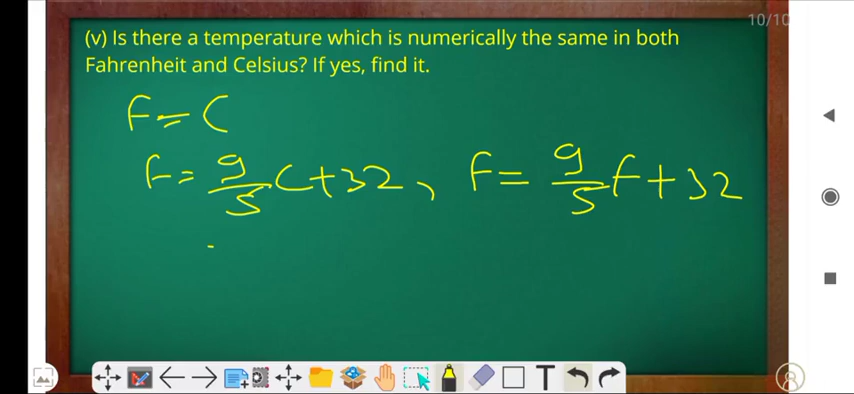 10/10
(v) Is there a temperature which is numerically the same in both
Fahrenheit and Celsius? If yes, find it.
F = C
F = 9/5 C + 32, F = 9/5 F + 32
T